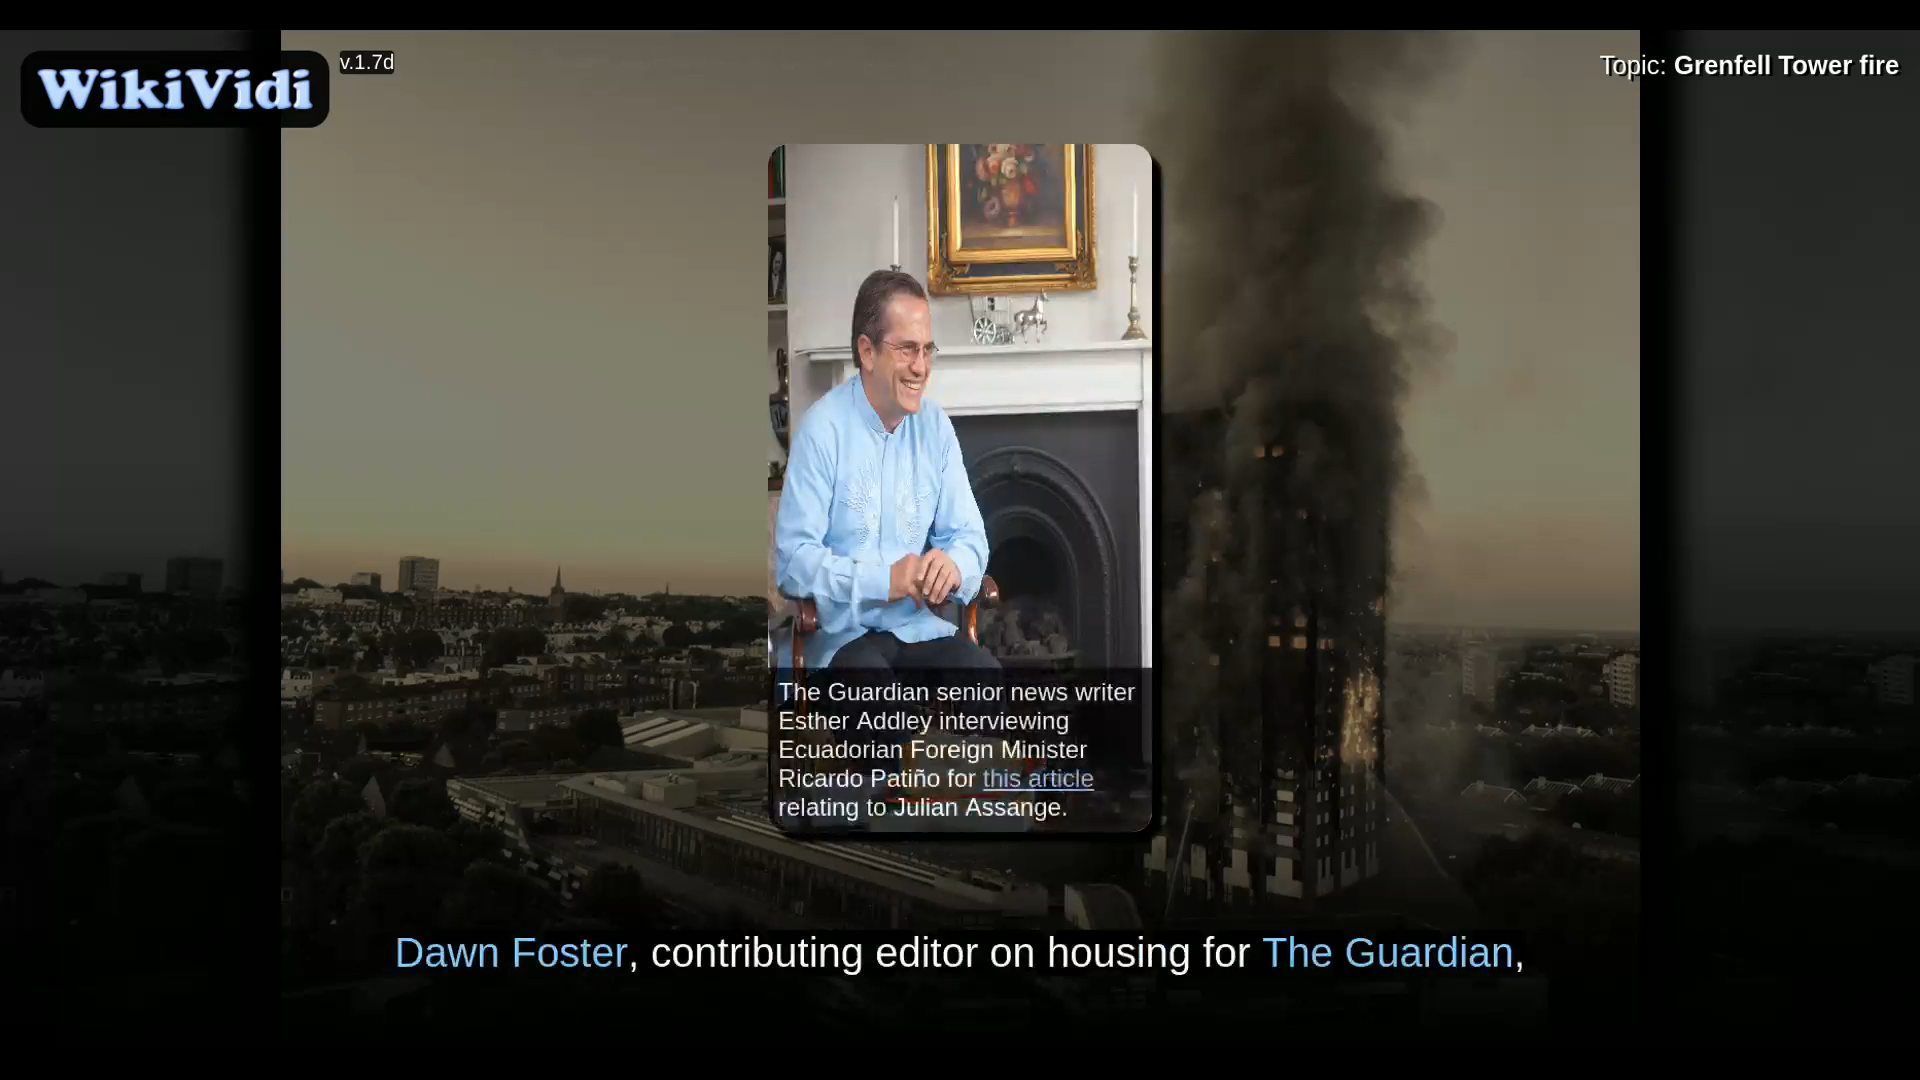 WikiVidi
v.1.7d
Topic: Grenfell Tower fire
The Guardian senior news writer
Esther Addley interviewing
Ecuadorian Foreign Minister
Ricardo Patiño for this article
relating to Julian Assange.
Dawn Foster, contributing editor on housing for The Guardian,